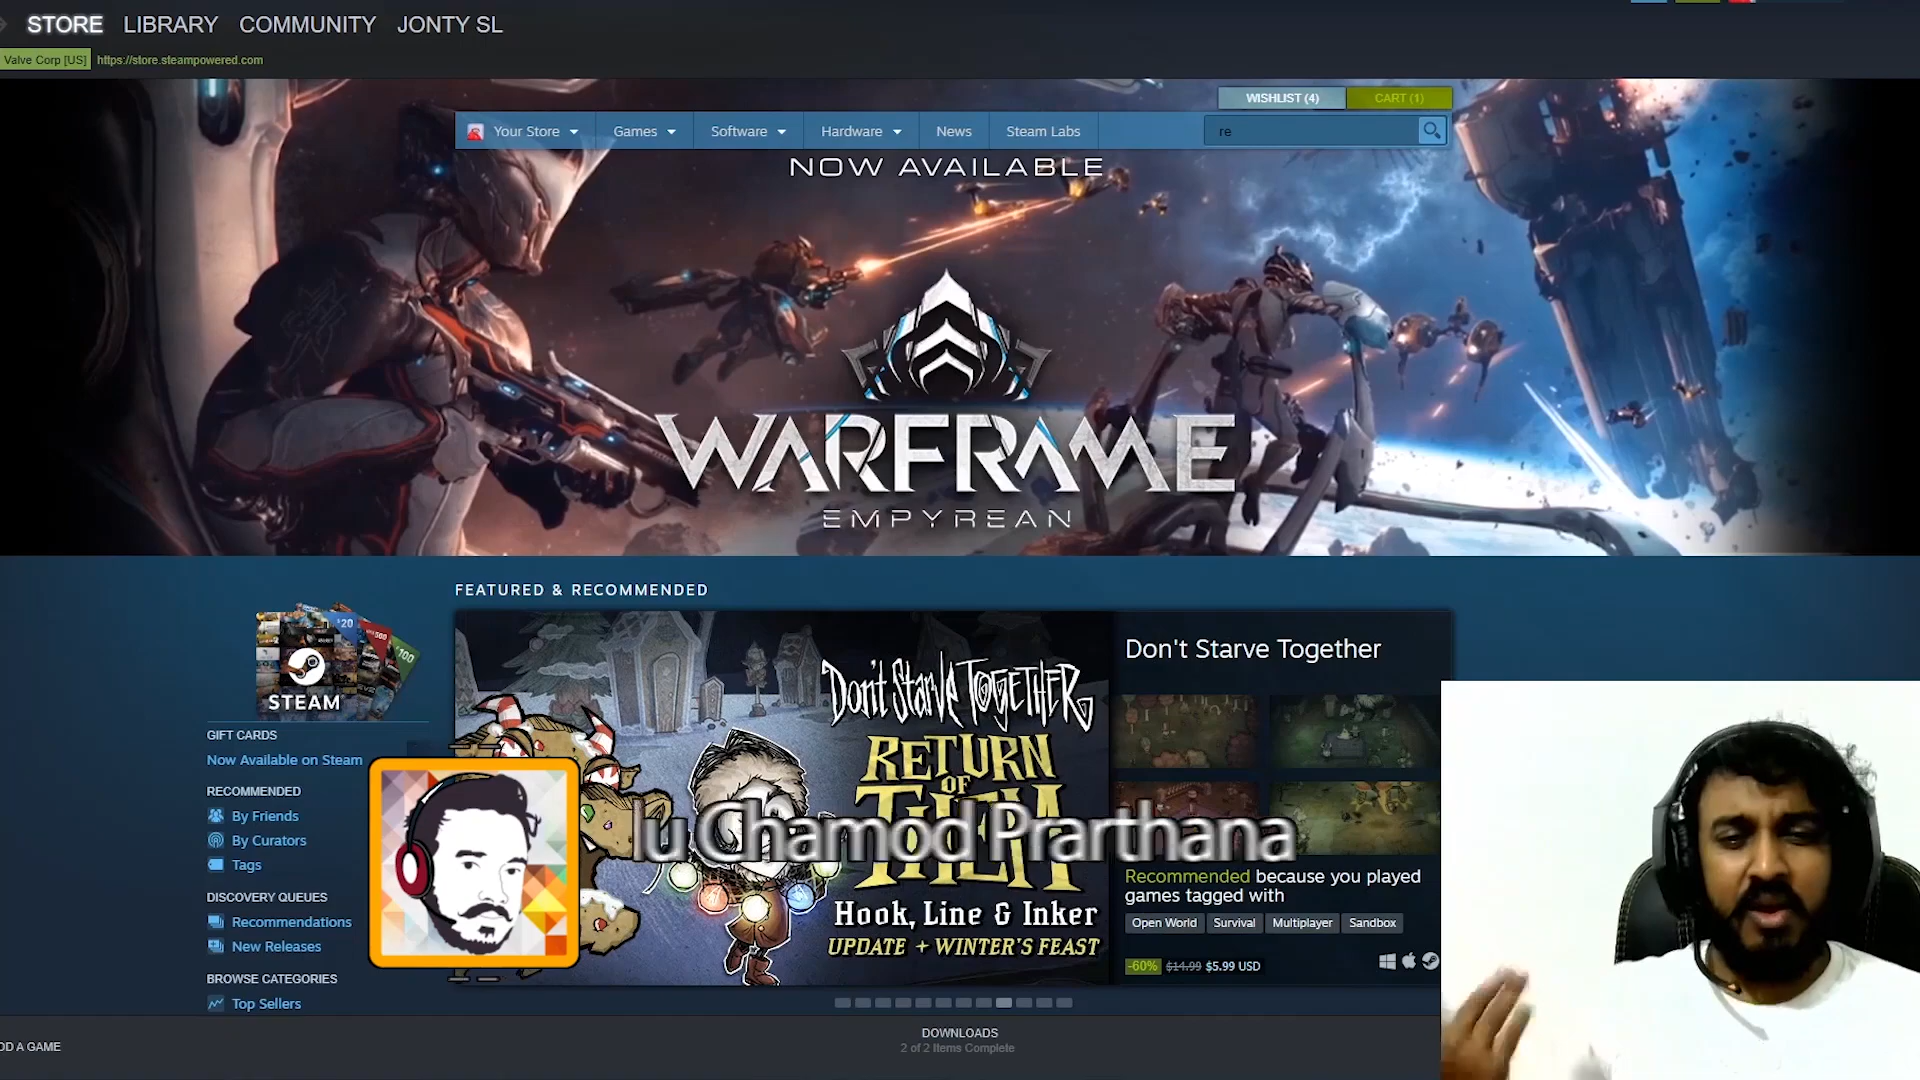 STORE LIBRARY COMMUNITY JONTY SL
Valve Corp [US] https://store.steampowered.com
WISHLIST (4) CART (1)
Your Store Games Software Hardware News Steam Labs re
NOW AVAILABLE
WARFRAME
EMPYREAN
FEATURED & RECOMMENDED
$20
$100
STEAM
GIFT CARDS
Now Available on Steam
RECOMMENDED
By Friends
By Curators
Tags
DISCOVERY QUEUES
Recommendations
New Releases
BROWSE CATEGORIES
Top Sellers
Don't Starve Together
RETURN
OF
THEM
Hook, Line & Inker
UPDATE + WINTER'S FEAST
lu Chamod Prarthana
Don't Starve Together
Recommended because you played
games tagged with
Open World Survival Multiplayer Sandbox
-60% $14.99 $5.99 USD
DD A GAME
DOWNLOADS
2 of 2 Items Complete